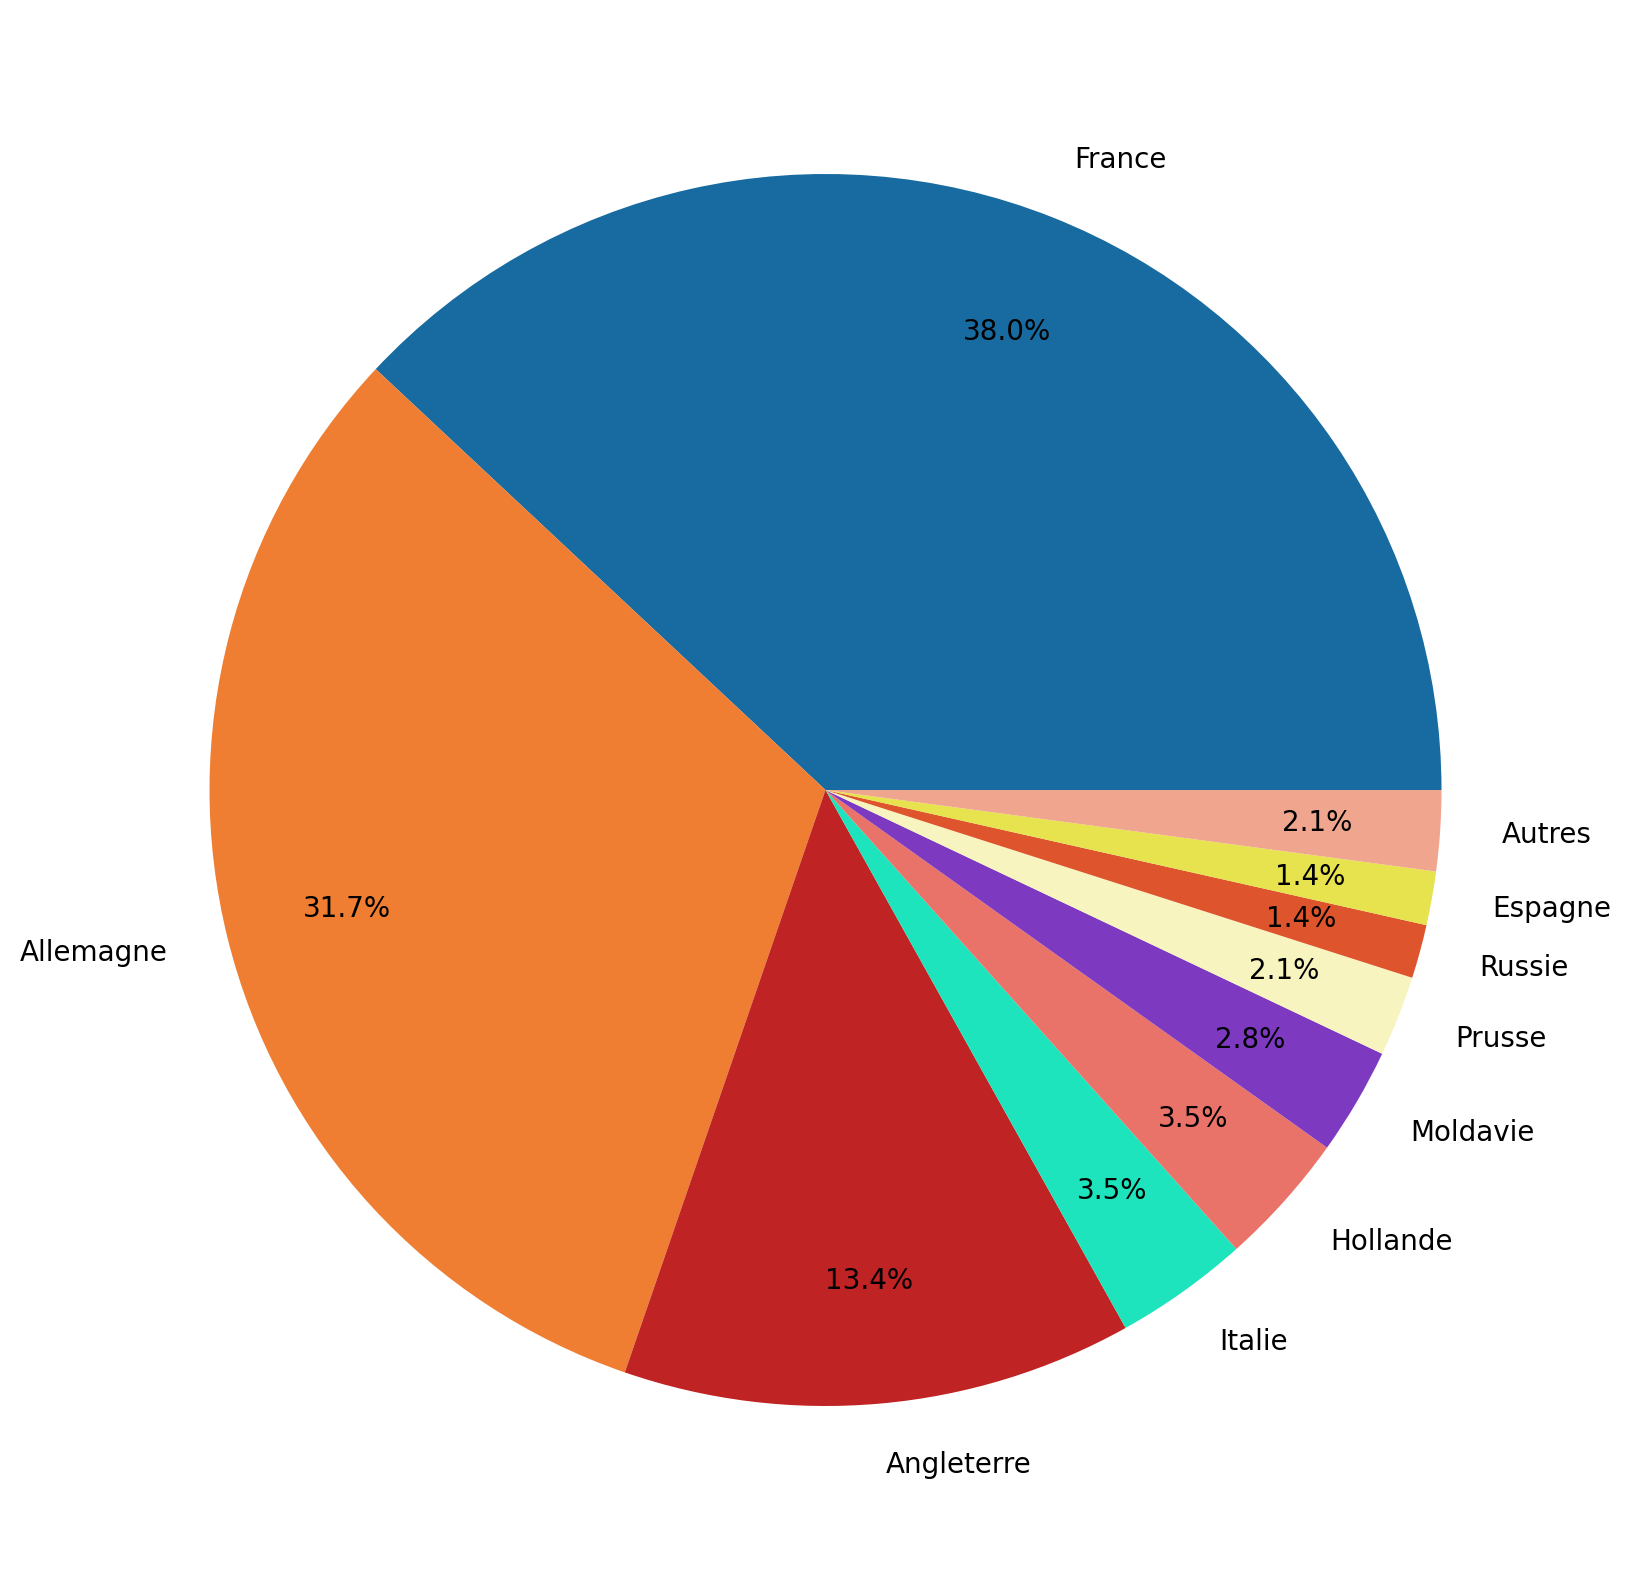 France
38.0%
31.7%
Allemagne
13.4%
Angleterre
3.5%
Italie
3.5%
Hollande
2.8%
Moldavie
2.1%
Prusse
1.4%
Russie
1.4%
Espagne
2.1%
Autres